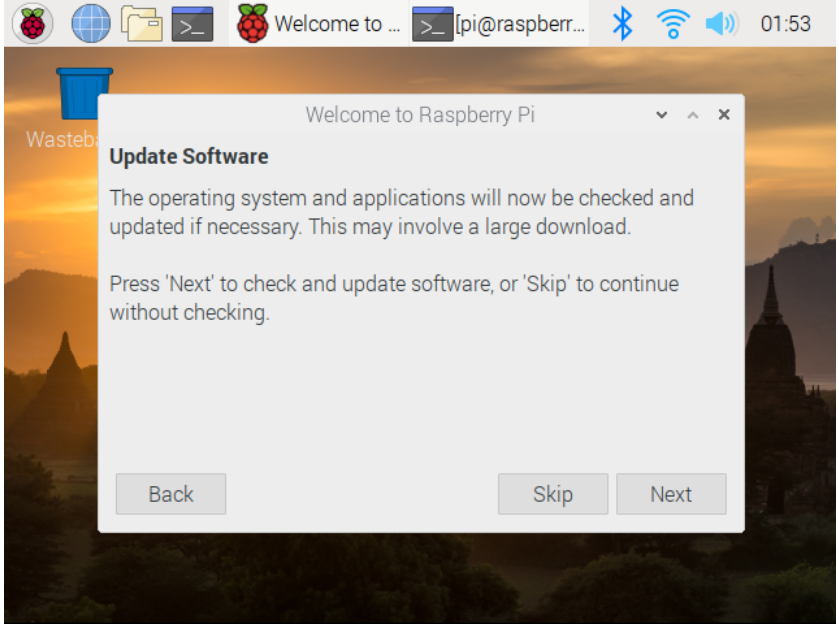 Welcome to ... [pi@raspberr... 01:53
Welcome to Raspberry Pi
Update Software
The operating system and applications will now be checked and
updated if necessary. This may involve a large download.
Press 'Next' to check and update software, or 'Skip' to continue
without checking.
Back Skip Next